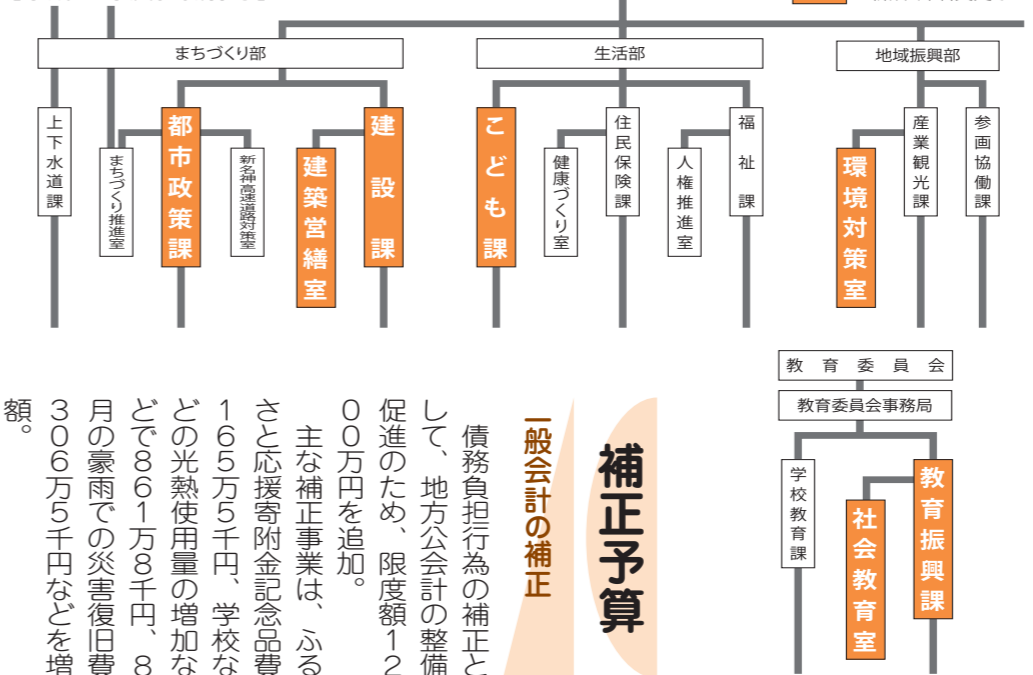 まちづくり部
生活部
地域振興部
上下水道課
まちづくり推進室
都市政策課
新名神高速道路対策室
建築営繕室
建設課
こども課
健康づくり室
住民保険課
人権推進室
福祉課
環境対策室
産業観光課
参画協働課
教育委員会
教育委員会事務局
学校教育課
社会教育室
教育振興課
補正予算
一般会計の補正
債務負担行為の補正と
して、地方公会計の整備
促進のため、限度額12
00万円を追加。
主な補正事業は、ふる
さと応援寄附金記念品費
165万5千円、学校な
どの光熱使用量の増加な
どで861万8千円、8
月の豪雨での災害復旧費
306万5千円などを増
額。